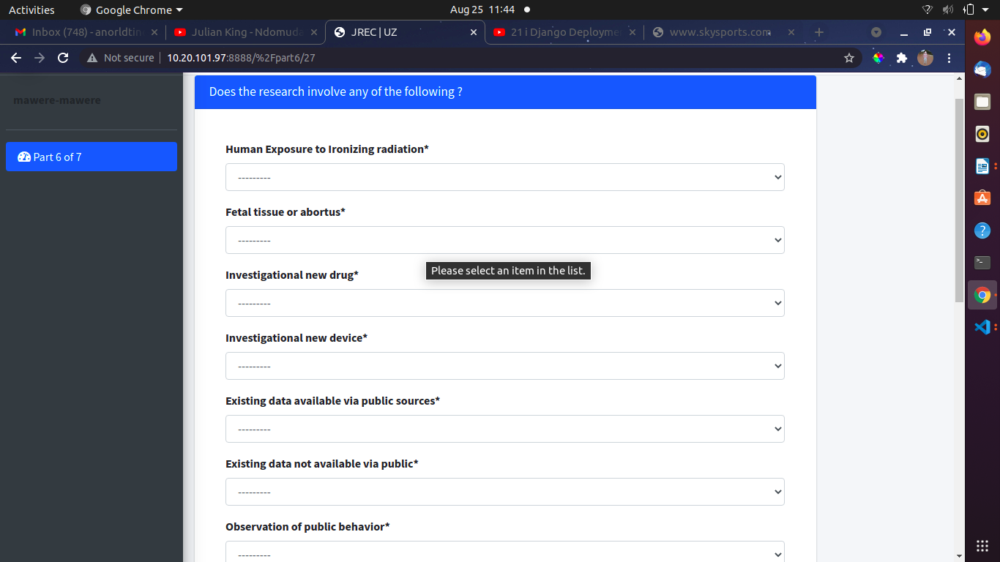 Activities Google Chrome Aug 25 11:44
Inbox (748) - anorldtin Julian King - Ndomuda JREC | UZ 21 i Django Deployme www.skysports.com
Not secure 10.20.101.97:8888/%2Fpart6/27
mawere-mawere
Part 6 of 7
Does the research involve any of the following ?
Human Exposure to Ironizing radiation*
---------
Fetal tissue or abortus*
---------
Please select an item in the list.
Investigational new drug*
---------
Investigational new device*
---------
Existing data available via public sources*
---------
Existing data not available via public*
---------
Observation of public behavior*
---------